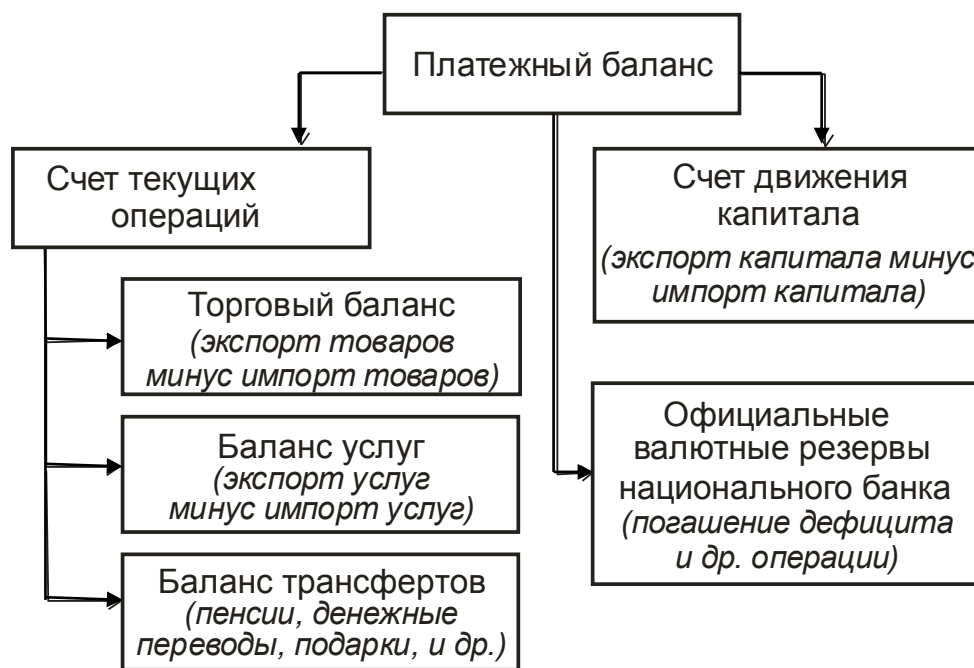 Платежный баланс
Счет текущих
операций
Торговый баланс
(экспорт товаров
минус импорт товаров)
Баланс услуг
(экспорт услуг
минус импорт услуг)
Баланс трансфертов
(пенсии, денежные
переводы, подарки, и др.)
Счет движения
капитала
(экспорт капитала минус
импорт капитала)
Официальные
валютные резервы
национального банка
(погашение дефицита
и др. операции)